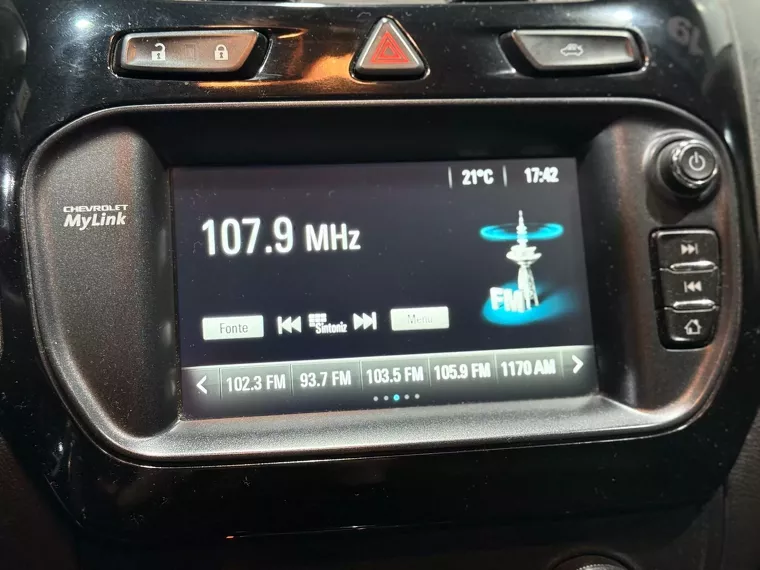 21°C 17:42
CHEVROLET
MyLink
107.9 MHz
FM
Fonte Sintoniz Menu
102.3 FM 93.7 FM 103.5 FM 105.9 FM 1170 AM